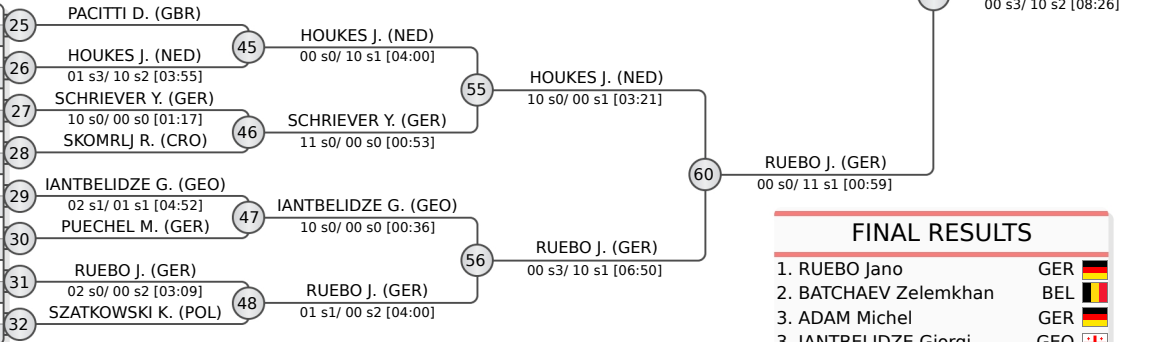 00 s3/ 10 s2 [08:26]
25
PACITTI D. (GBR)
26
HOUKES J. (NED)
01 s3/ 10 s2 [03:55]
27
SCHRIEVER Y. (GER)
10 s0/ 00 s0 [01:17]
28
SKOMRLJ R. (CRO)
29
IANTBELIDZE G. (GEO)
02 s1/ 01 s1 [04:52]
30
PUECHEL M. (GER)
31
RUEBO J. (GER)
02 s0/ 00 s2 [03:09]
32
SZATKOWSKI K. (POL)
45
HOUKES J. (NED)
00 s0/ 10 s1 [04:00]
46
SCHRIEVER Y. (GER)
11 s0/ 00 s0 [00:53]
47
IANTBELIDZE G. (GEO)
10 s0/ 00 s0 [00:36]
48
RUEBO J. (GER)
01 s1/ 00 s2 [04:00]
55
HOUKES J. (NED)
10 s0/ 00 s1 [03:21]
56
RUEBO J. (GER)
00 s3/ 10 s1 [06:50]
60
RUEBO J. (GER)
00 s0/ 11 s1 [00:59]
FINAL RESULTS
1. RUEBO Jano GER
2. BATCHAEV Zelemkhan BEL
3. ADAM Michel GER
3. IANTBELIDZE Giorgi GEO